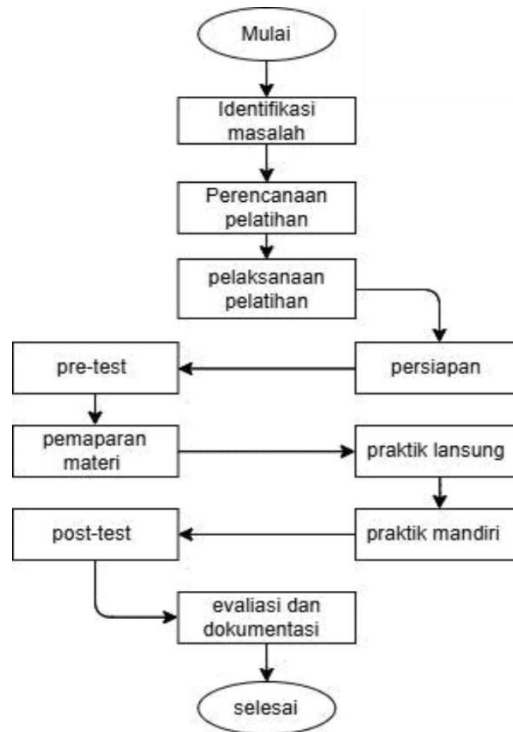 Mulai
Identifikasi
masalah
Perencanaan
pelatihan
pelaksanaan
pelatihan
persiapan
pre-test
pemaparan
materi
praktik lansung
praktik mandiri
post-test
evaliasi dan
dokumentasi
selesai